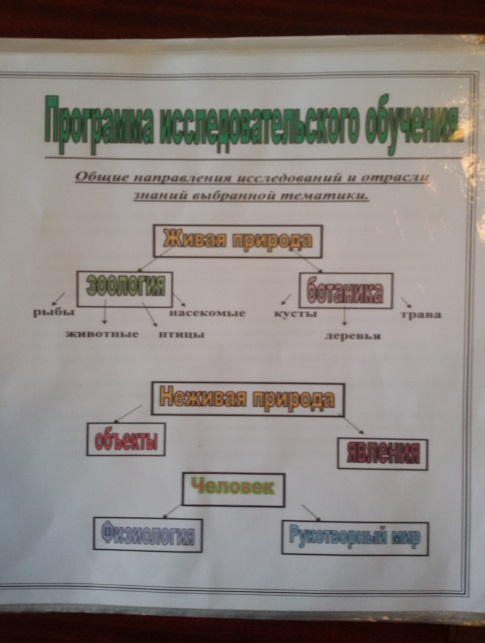 Программа исследовательского обучения.
Общие направления исследований и отрасли
знаний выбранной тематики.
Живая природа
зоология
ботаника
рыбы
насекомые
кусты
трава
животные
птицы
деревья
Неживая природа
объекты
явления
Человек
Физиология
Рукотворный мир